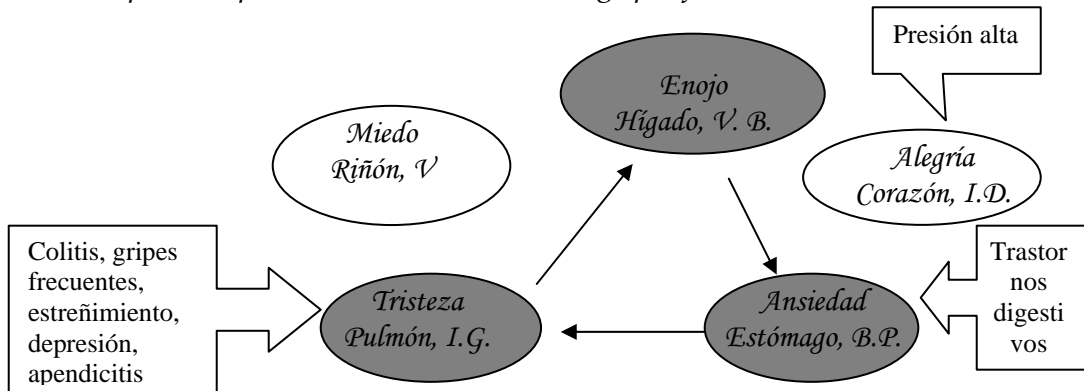 Presión alta
Enojo
Hígado, V. B.
Miedo
Riñón, V
Alegría
Corazón, I.D.
Colitis, gripes
frecuentes,
estreñimiento,
depresión,
apendicitis
Tristeza
Pulmón, I.G.
Ansiedad
Estómago, B.P.
Trastor
nos
digesti
vos